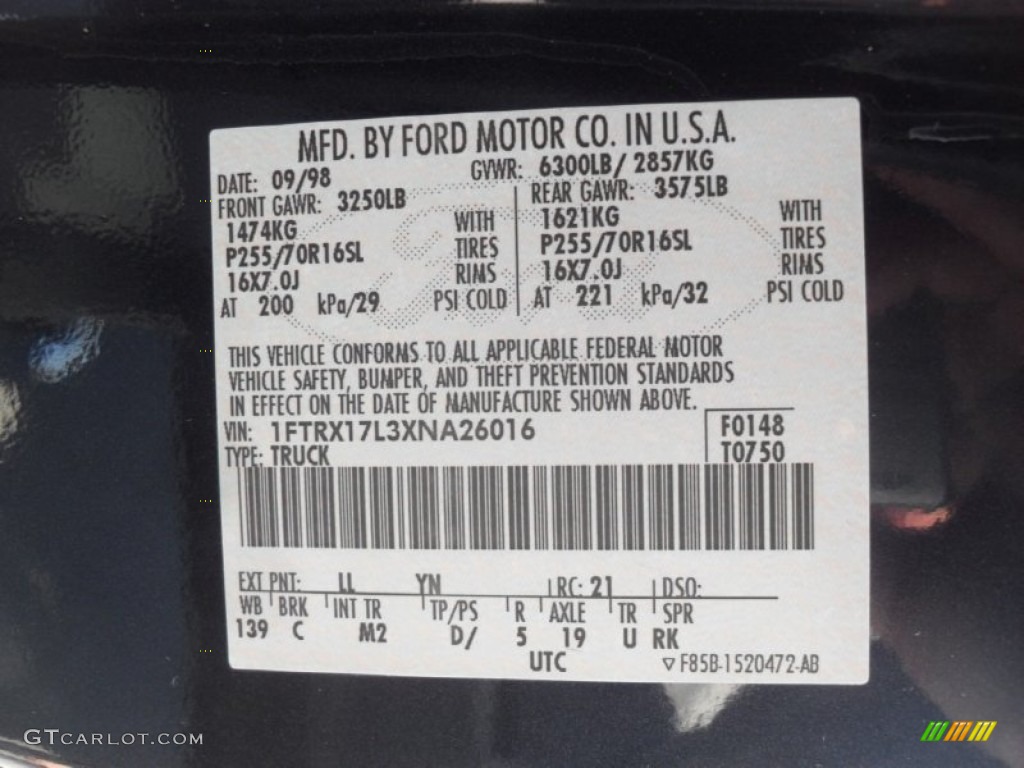 MFD. BY FORD MOTOR CO. IN U.S.A.
DATE: 09/98 GVWR: 6300LB/ 2857KG
FRONT GAWR: 3250LB REAR GAWR: 3575LB
1474KG WITH 1621KG WITH
P255/70R16SL TIRES P255/70R16SL TIRES
16X7.0J RIMS 16X7.0J RIMS
AT 200 kPa/29 PSI COLD AT 221 kPa/32 PSI COLD
THIS VEHICLE CONFORMS TO ALL APPLICABLE FEDERAL MOTOR
VEHICLE SAFETY, BUMPER, AND THEFT PREVENTION STANDARDS
IN EFFECT ON THE DATE OF MANUFACTURE SHOWN ABOVE.
VIN: 1FTRX17L3XNA26016 F0148
TYPE: TRUCK T0750
EXT PNT: LL YN RC: 21 DSO:
WB BRK INT TR TP/PS R AXLE TR SPR
139 C M2 D/ 5 19 U RK
UTC F85B-1520472-AB
GTCARLOT.COM